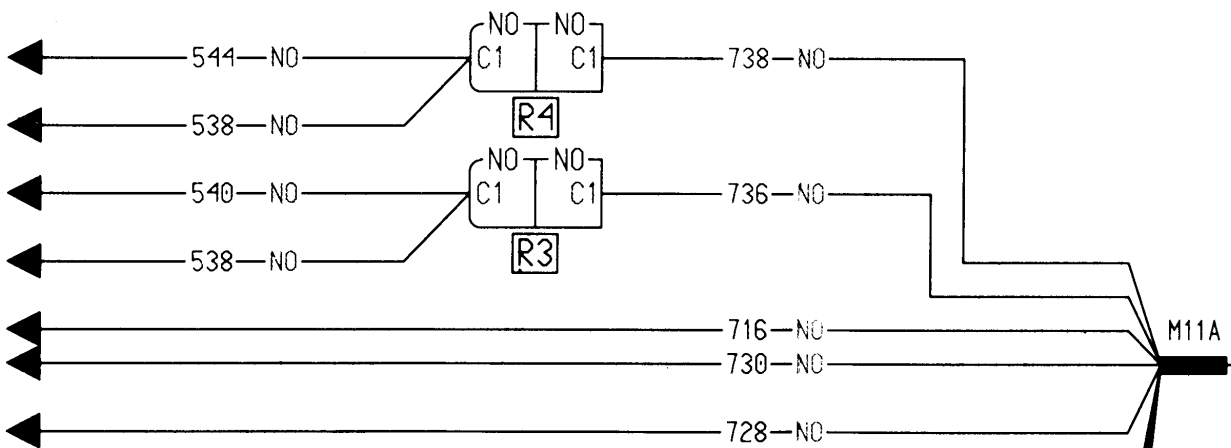 NO NO
544-NO C1 C1 738-NO
R4
538-NO
NO NO
540-NO C1 C1 736-NO
R3
538-NO
716-NO
M11A
730-NO
728-NO